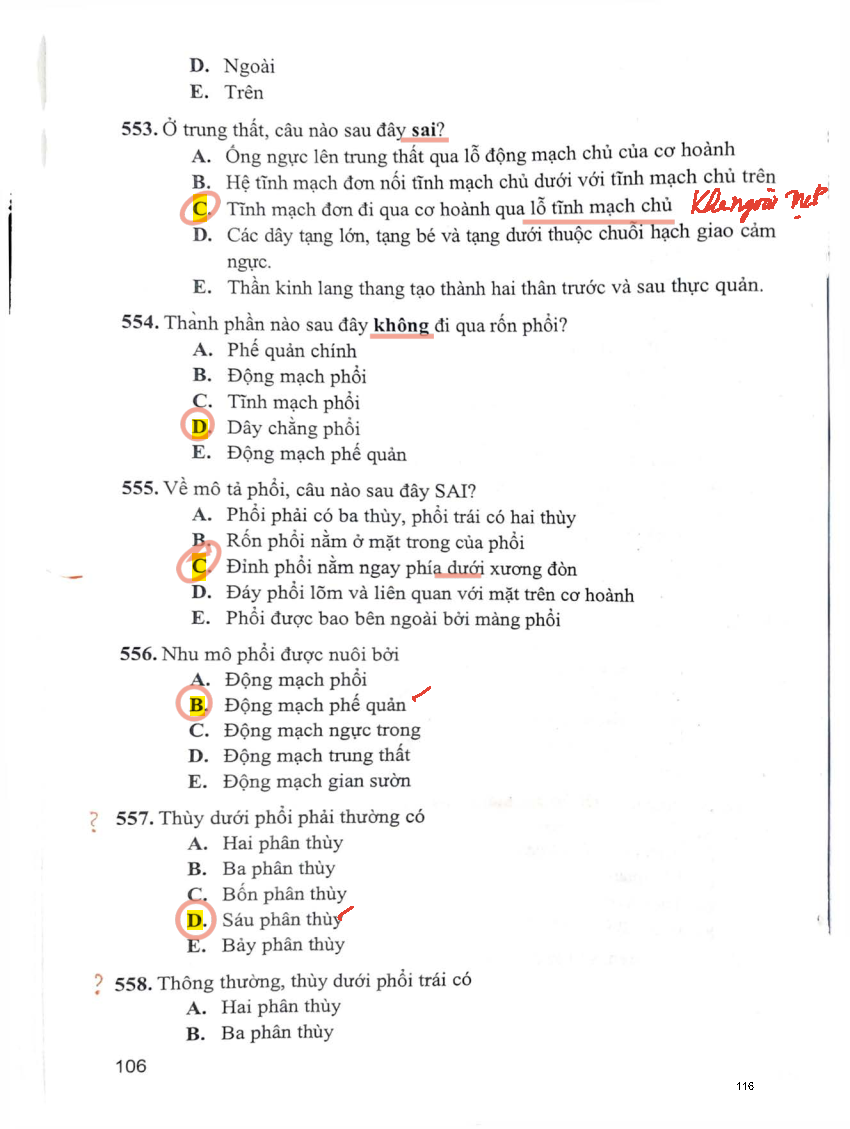 D. Ngoài
E. Trên
553. Ở trung thất, câu nào sau đây sai?
A. Ống ngực lên trung thất qua lỗ động mạch chủ của cơ hoành
B. Hệ tĩnh mạch đơn nối tĩnh mạch chủ dưới với tĩnh mạch chủ trên
C. Tĩnh mạch đơn đi qua cơ hoành qua lỗ tĩnh mạch chủ
D. Các dây tạng lớn, tạng bé và tạng dưới thuộc chuỗi hạch giao cảm
ngực.
E. Thần kinh lang thang tạo thành hai thân trước và sau thực quản.
554. Thành phần nào sau đây không đi qua rốn phổi?
A. Phế quản chính
B. Động mạch phổi
C. Tĩnh mạch phổi
D. Dây chằng phổi
E. Động mạch phế quản
555. Về mô tả phổi, câu nào sau đây SAI?
A. Phổi phải có ba thùy, phổi trái có hai thùy
B. Rốn phổi nằm ở mặt trong của phổi
C. Đỉnh phổi nằm ngay phía dưới xương đòn
D. Đáy phổi lõm và liên quan với mặt trên cơ hoành
E. Phổi được bao bên ngoài bởi màng phổi
556. Nhu mô phổi được nuôi bởi
A. Động mạch phổi
B. Động mạch phế quản
C. Động mạch ngực trong
D. Động mạch trung thất
E. Động mạch gian sườn
? 557. Thùy dưới phổi phải thường có
A. Hai phân thùy
B. Ba phân thùy
C. Bốn phân thùy
D. Sáu phân thùy
E. Bảy phân thùy
? 558. Thông thường, thùy dưới phổi trái có
A. Hai phân thùy
B. Ba phân thùy
106
116